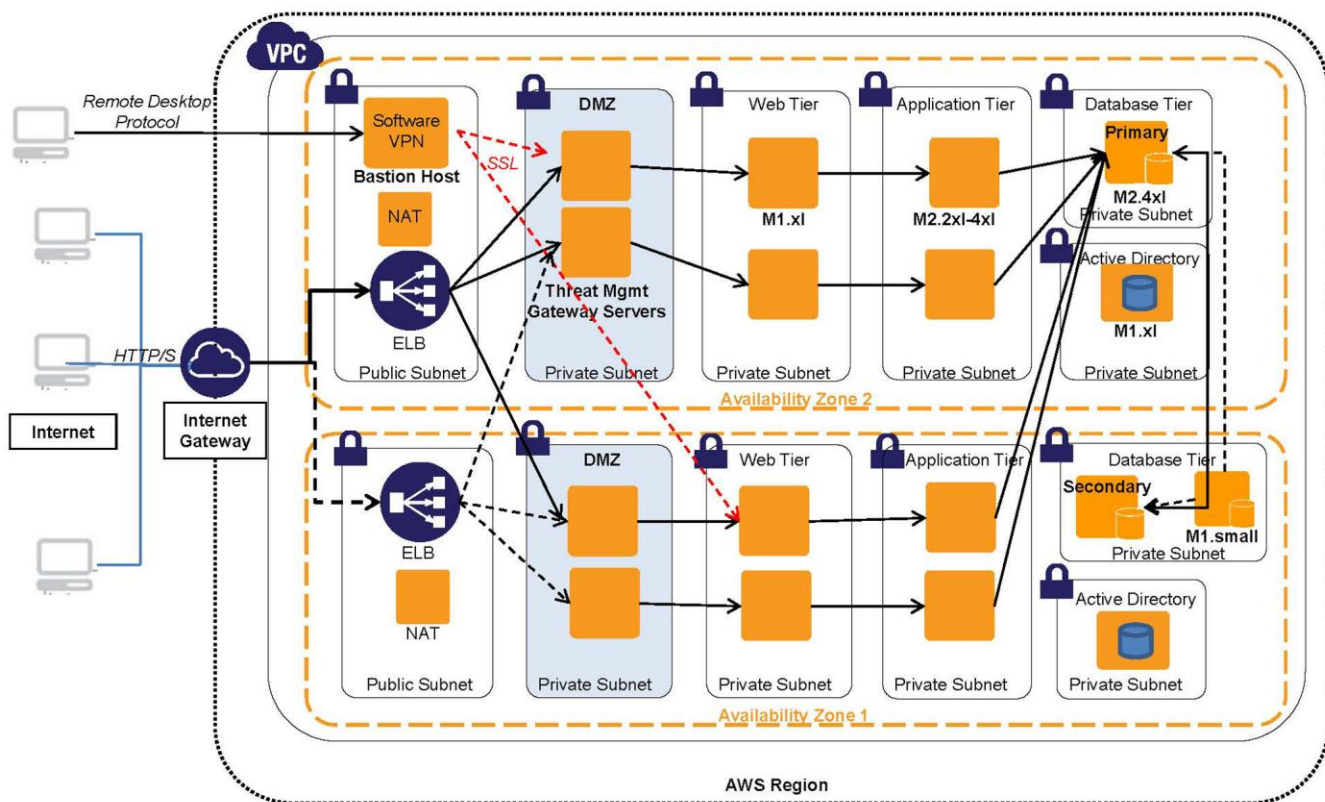 VPC
Remote Desktop
Protocol
Software
VPN
Bastion Host
NAT
ELB
Public Subnet
SSL
DMZ
Threat Mgmt
Gateway Servers
Private Subnet
Web Tier
M1.xl
Private Subnet
Application Tier
M2.2xl-4xl
Private Subnet
Database Tier
Primary
M2.4xl
Private Subnet
Active Directory
M1.xl
Private Subnet
Availability Zone 2
HTTP/S
Internet
Internet
Gateway
ELB
NAT
Public Subnet
DMZ
Private Subnet
Web Tier
Private Subnet
Application Tier
Private Subnet
Database Tier
Secondary
M1.small
Private Subnet
Active Directory
Private Subnet
Availability Zone 1
AWS Region